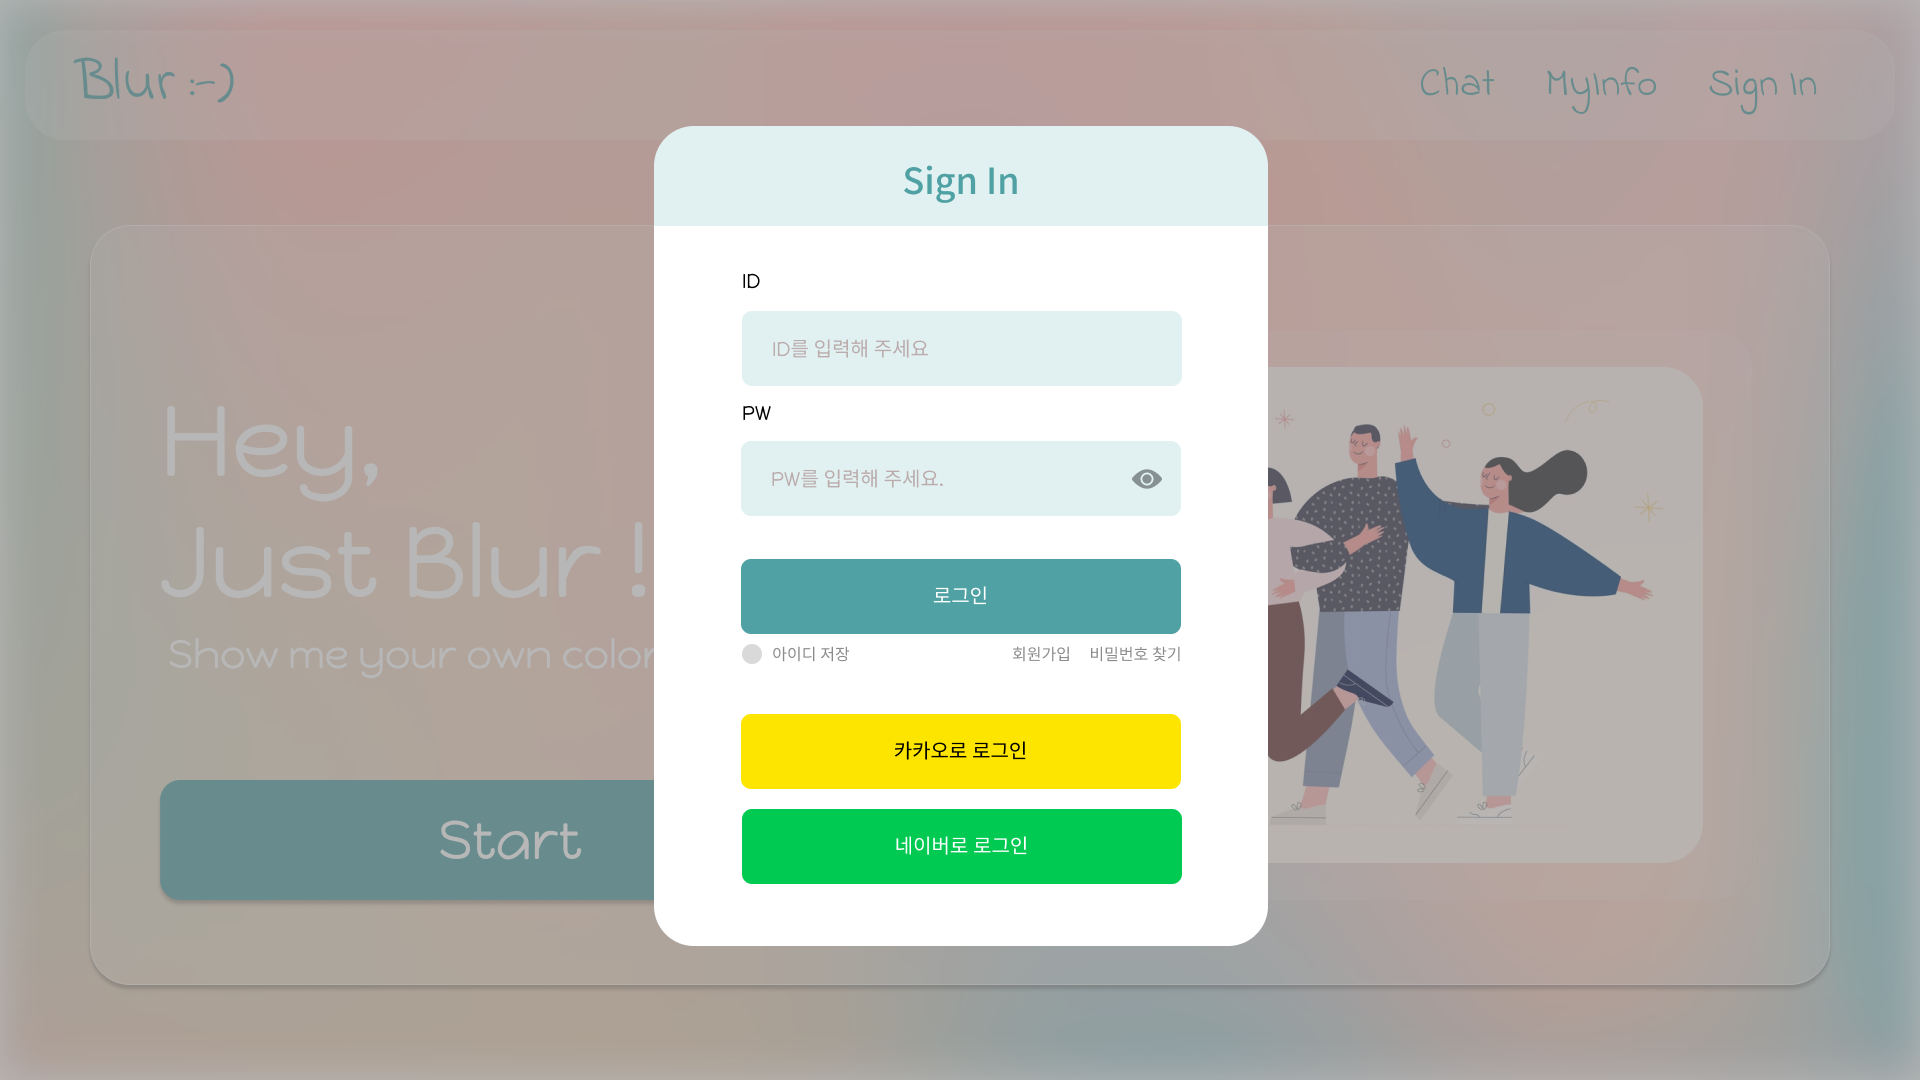 Blur :-)
Chat MyInfo Sign In
Sign In
ID
ID를 입력해 주세요
PW
PW를 입력해 주세요.
로그인
아이디 저장 회원가입 비밀번호 찾기
카카오로 로그인
네이버로 로그인
Hey,
Just Blur !
Show me your own color
Start